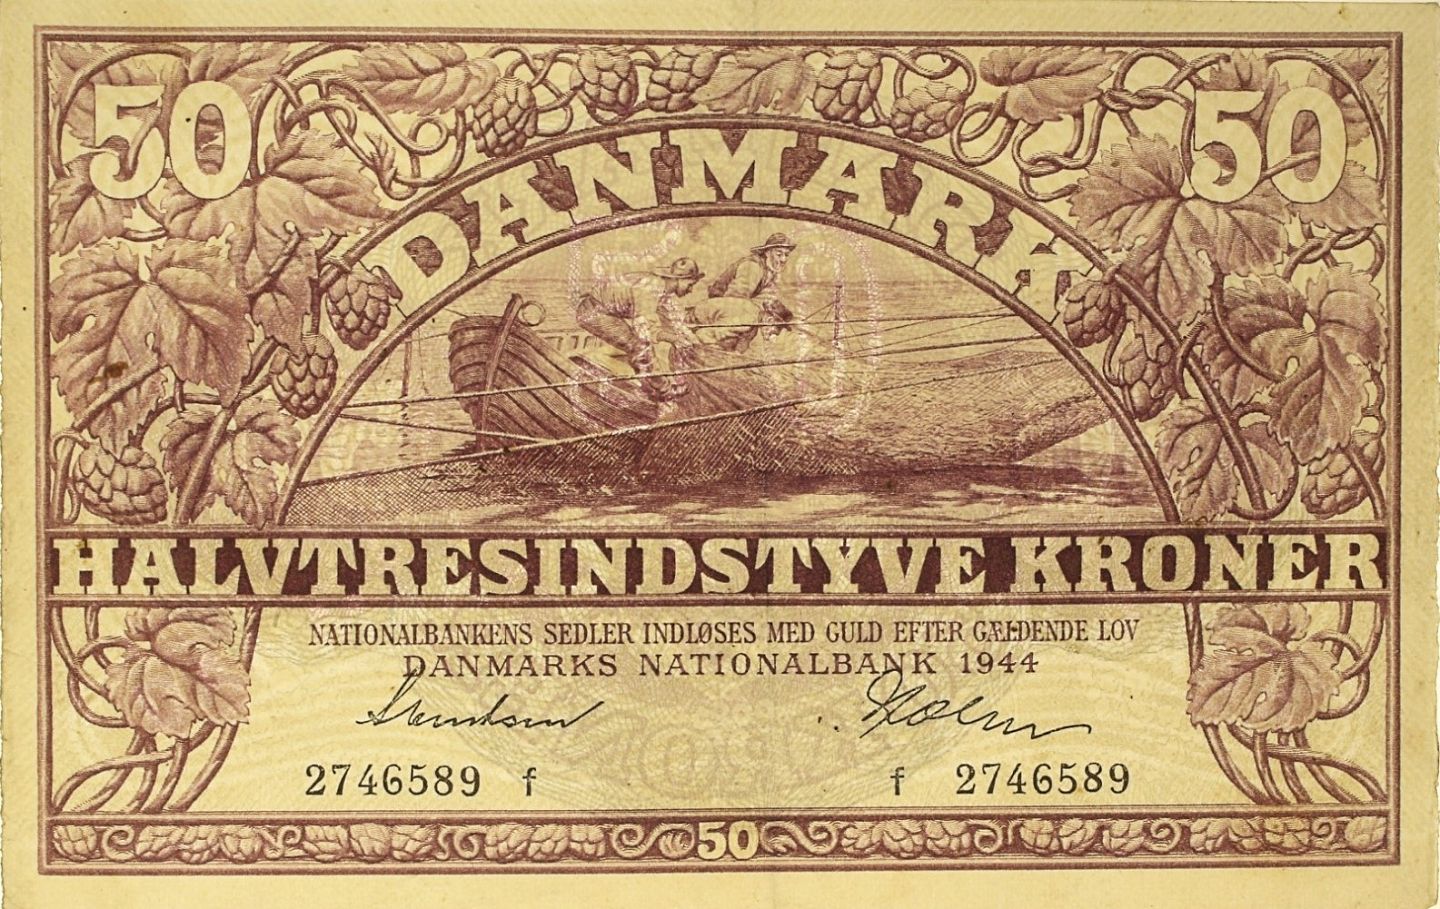 50 50
DANMARK
HALVTRESINDSTYVE KRONER
NATIONALBANKENS SEDLER INDLØSES MED GULD EFTER GÆLDENDE LOV
DANMARKS NATIONALBANK 1944
2746589 f f 2746589
50